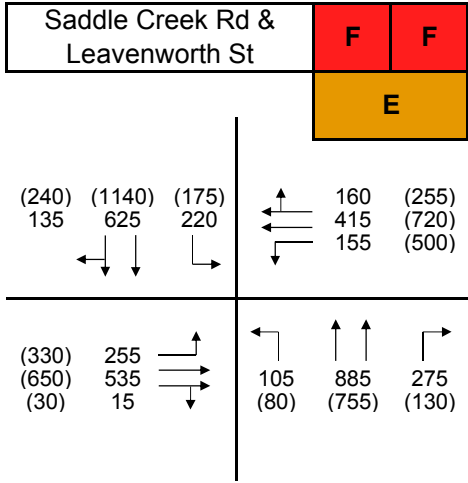 Saddle Creek Rd &
Leavenworth St
F F
E
(240) (1140) (175)
135 625 220
160 (255)
415 (720)
155 (500)
(330) 255
(650) 535
(30) 15
105 885 275
(80) (755) (130)